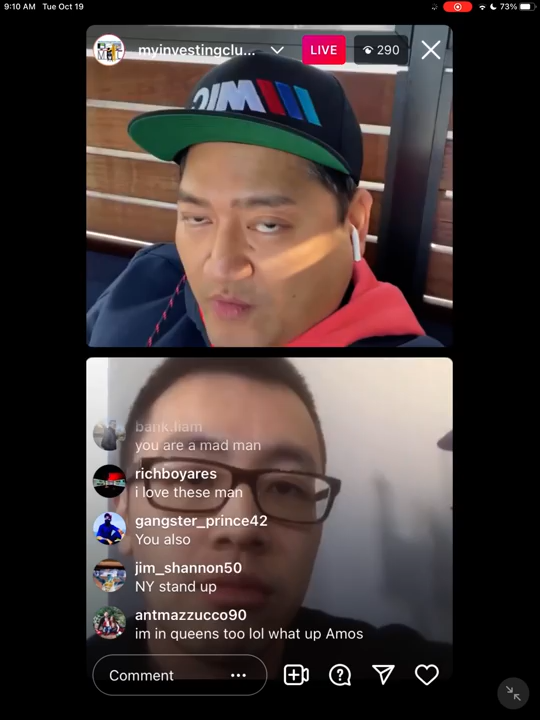 9:10 AM Tue Oct 19
73%
myinvestingclu...
LIVE
290
MIC
bank.liam
you are a mad man
richboyares
i love these man
gangster_prince42
You also
jim_shannon50
NY stand up
antmazzucco90
im in queens too lol what up Amos
Comment